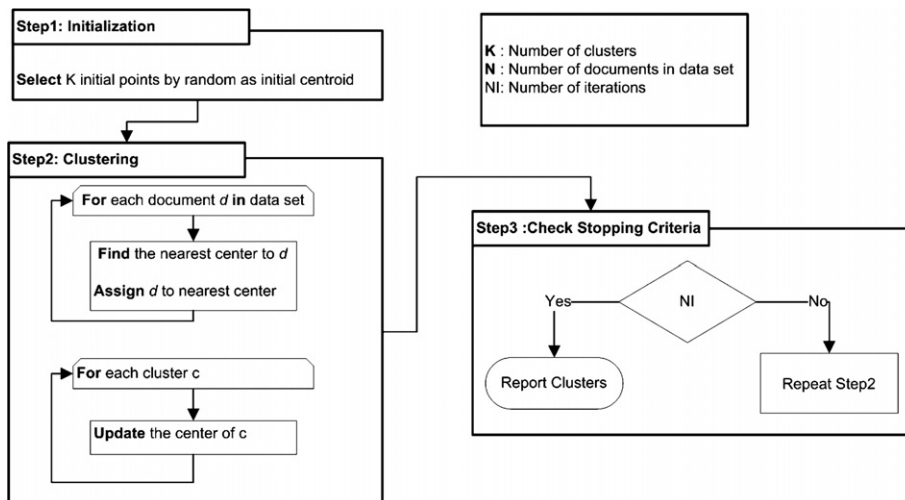 Step1: Initialization
Select K initial points by random as initial centroid
K : Number of clusters
N : Number of documents in data set
NI: Number of iterations
Step2: Clustering
For each document d in data set
Find the nearest center to d
Assign d to nearest center
For each cluster c
Update the center of c
Step3 :Check Stopping Criteria
Yes
NI
No
Report Clusters
Repeat Step2